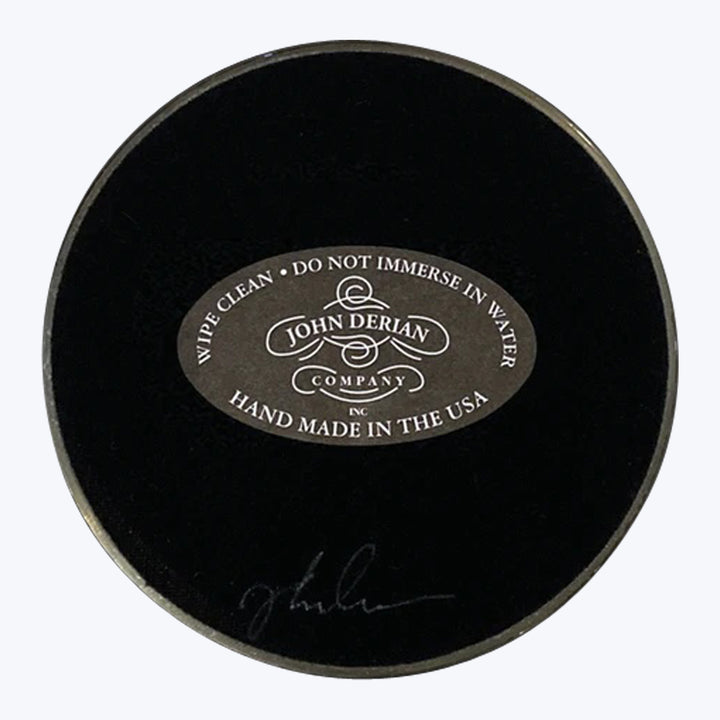 WIPE CLEAN • DO NOT IMMERSE IN WATER
JOHN DERIAN
COMPANY
INC
HAND MADE IN THE USA